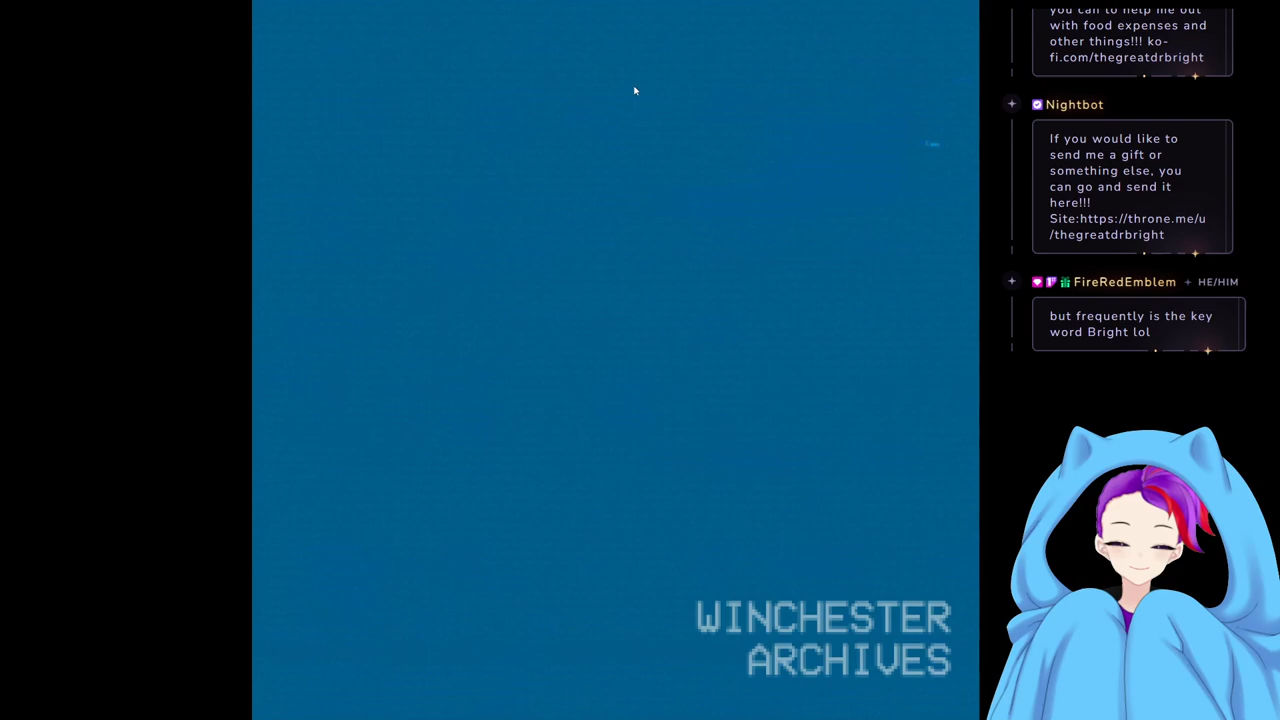 you can to help me out
with food expenses and
other things!!! ko-
fi.com/thegreatdrbright
Nightbot
If you would like to
send me a gift or
something else, you
can go and send it
here!!!
Site:https://throne.me/u
/thegreatdrbright
FireRedEmblem HE/HIM
but frequently is the key
word Bright lol
WINCHESTER
ARCHIVES